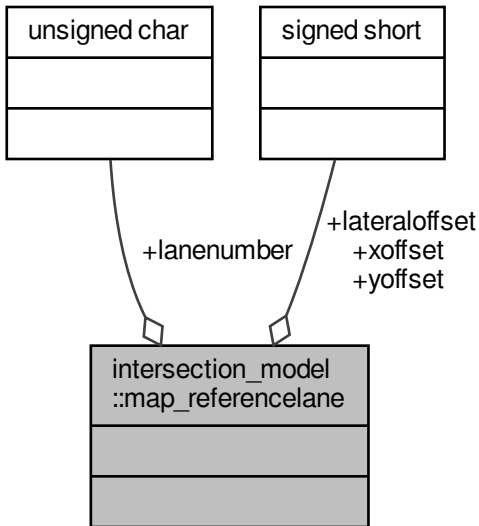 unsigned char
signed short
+lanenumber
+lateraloffset
+xoffset
+yoffset
intersection_model
::map_referencelane